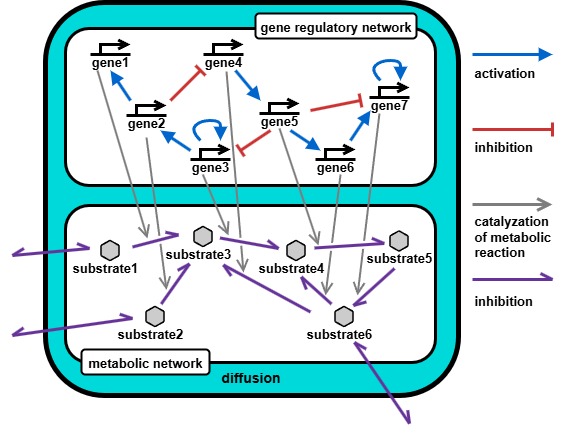 gene regulatory network
gene1
gene4
gene7
gene2
gene5
gene3
gene6
activation
inhibition
catalyzation
of metabolic
reaction
inhibition
substrate1
substrate3
substrate4
substrate5
substrate2
substrate6
metabolic network
diffusion